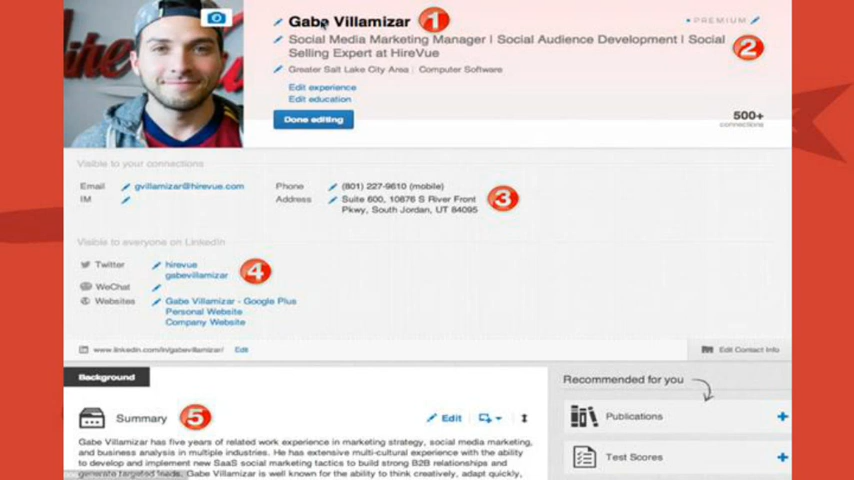 Gabe Villamizar 1
PREMIUM
Social Media Marketing Manager | Social Audience Development | Social
Selling Expert at HireVue
2
Greater Salt Lake City Area | Computer Software
Edit experience
Edit education
Done editing
500+
connections
Visible to your connections
Email gvillamizar@hirevue.com
IM
Phone (801) 227-9610 (mobile)
Address Suite 600, 10876 S River Front
Pkwy, South Jordan, UT 84095
3
Visible to everyone on LinkedIn
Twitter hirevue
gabevillamizar
4
WeChat
Websites Gabe Villamizar - Google Plus
Personal Website
Company Website
www.linkedin.com/in/gabevillamizar/ Edit
Edit Contact Info
Background
Summary 5
Edit
Gabe Villamizar has five years of related work experience in marketing strategy, social media marketing,
and business analysis in multiple industries. He has extensive multi-cultural experience with the ability
to develop and implement new SaaS social marketing tactics to build strong B2B relationships and
generate targeted leads. Gabe Villamizar is well known for the ability to think creatively, adapt quickly,
Recommended for you
Publications +
Test Scores +